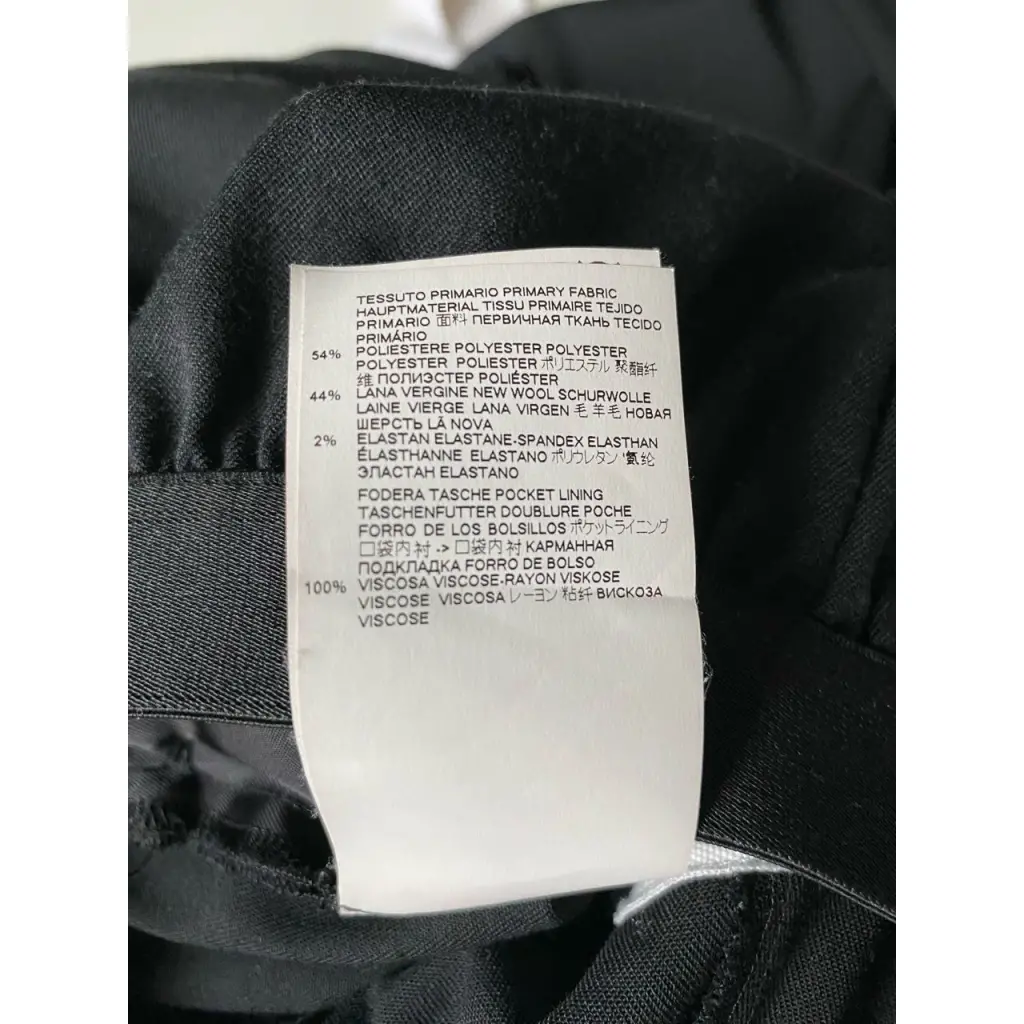 TESSUTO PRIMARIO PRIMARY FABRIC
HAUPTMATERIAL TISSU PRIMAIRE TEJIDO
PRIMARIO 面料 ПЕРВИЧНАЯ ТКАНЬ TECIDO
PRIMÁRIO
54% POLIESTERE POLYESTER POLYESTER
POLYESTER POLIESTER ポリエステル 聚酯纤
维 ПОЛИЭСТЕР POLIÉSTER
44% LANA VERGINE NEW WOOL SCHURWOLLE
LAINE VIERGE LANA VIRGEN 毛 羊毛 НОВАЯ
ШЕРСТЬ LÃ NOVA
2% ELASTAN ELASTANE-SPANDEX ELASTHAN
ÉLASTHANNE ELASTANO ポリウレタン '氨纶
ЭЛАСТАН ELASTANO
FODERA TASCHE POCKET LINING
TASCHENFUTTER DOUBLURE POCHE
FORRO DE LOS BOLSILLOS ポケットライニング
口袋内衬 -> 口袋内衬 КАРМАННАЯ
ПОДКЛАДКА FORRO DE BOLSO
100% VISCOSA VISCOSE-RAYON VISKOSE
VISCOSE VISCOSA レーヨン 粘纤 ВИСКОЗА
VISCOSE